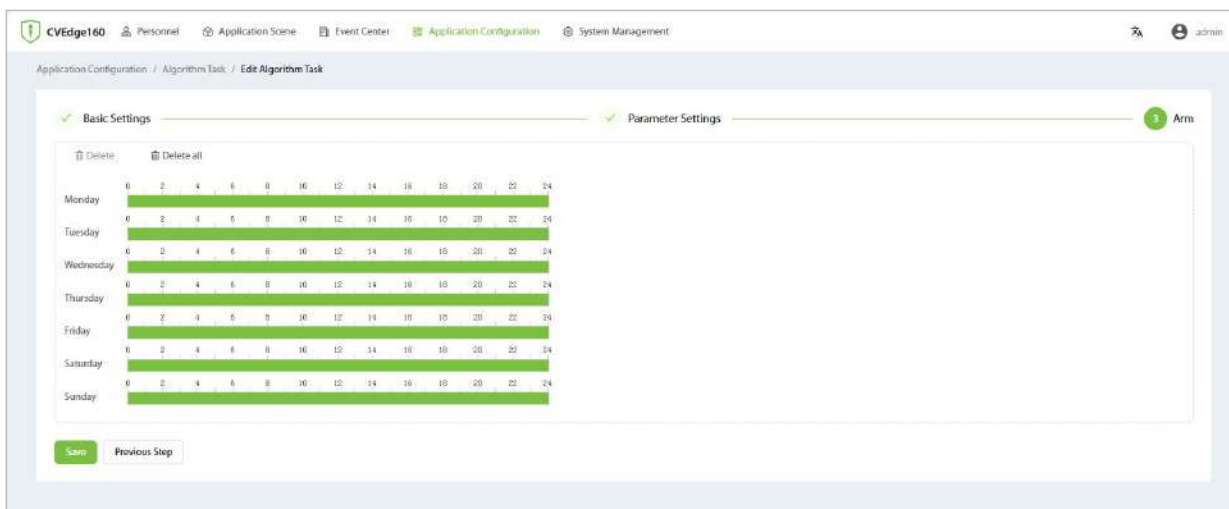 CVEdge160 Personnel Application Scene Event Center Application Configuration System Management admin
Application Configuration / Algorithm Task / Edit Algorithm Task
Basic Settings Parameter Settings 3 Arm
Delete Delete all
0 2 4 6 8 10 12 14 16 18 20 22 24
Monday
0 2 4 6 8 10 12 14 16 18 20 22 24
Tuesday
0 2 4 6 8 10 12 14 16 18 20 22 24
Wednesday
0 2 4 6 8 10 12 14 16 18 20 22 24
Thursday
0 2 4 6 8 10 12 14 16 18 20 22 24
Friday
0 2 4 6 8 10 12 14 16 18 20 22 24
Saturday
0 2 4 6 8 10 12 14 16 18 20 22 24
Sunday
Save Previous Step